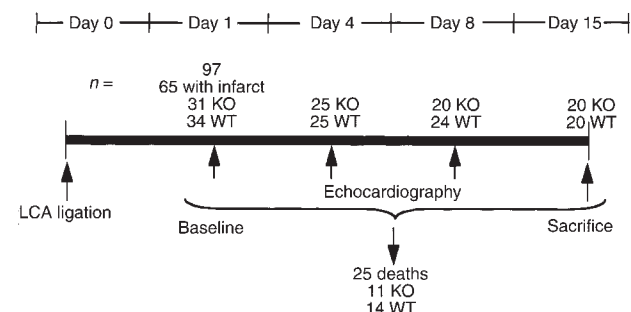 Day 0 Day 1 Day 4 Day 8 Day 15
97
n = 65 with infarct
31 KO 25 KO 20 KO 20 KO
34 WT 25 WT 24 WT 20 WT
Echocardiography
LCA ligation
Baseline Sacrifice
25 deaths
11 KO
14 WT